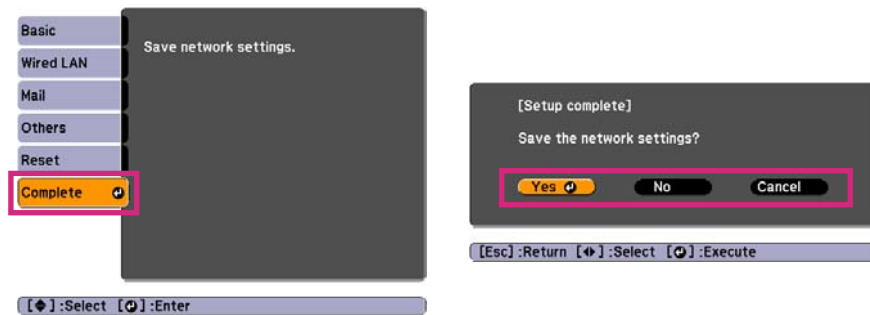 Basic
Wired LAN
Mail
Others
Reset
Complete
Save network settings.
[◆]:Select [⏎]:Enter
[Setup complete]
Save the network settings?
Yes ⏎ No Cancel
[Esc]:Return [◀▶]:Select [⏎]:Execute